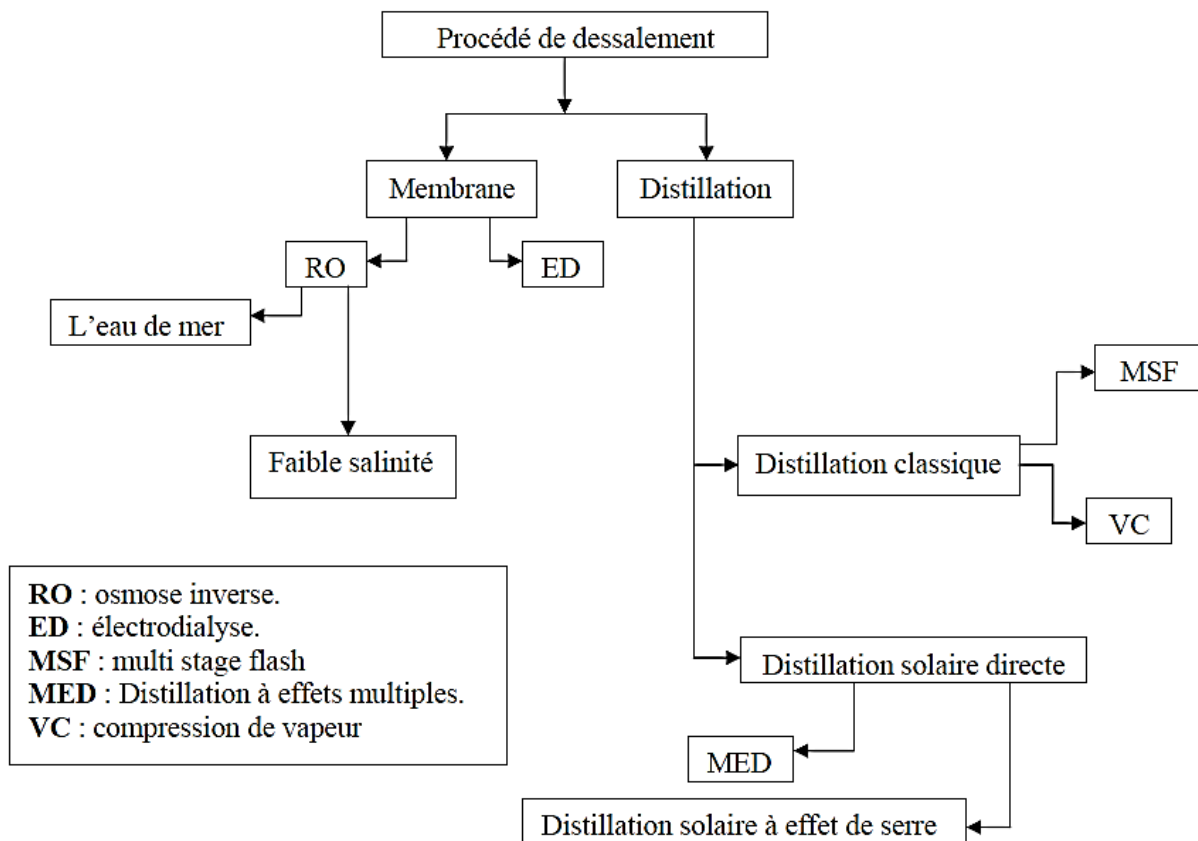 Procédé de dessalement
Membrane
Distillation
RO
ED
L'eau de mer
MSF
Faible salinité
Distillation classique
VC
RO : osmose inverse.
ED : électrodialyse.
MSF : multi stage flash
MED : Distillation à effets multiples.
VC : compression de vapeur
Distillation solaire directe
MED
Distillation solaire à effet de serre